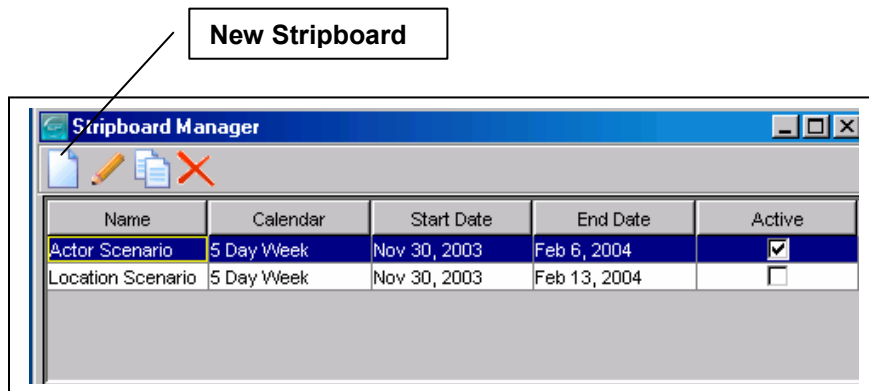 New Stripboard
Stripboard Manager
Name Calendar Start Date End Date Active
Actor Scenario 5 Day Week Nov 30, 2003 Feb 6, 2004
Location Scenario 5 Day Week Nov 30, 2003 Feb 13, 2004